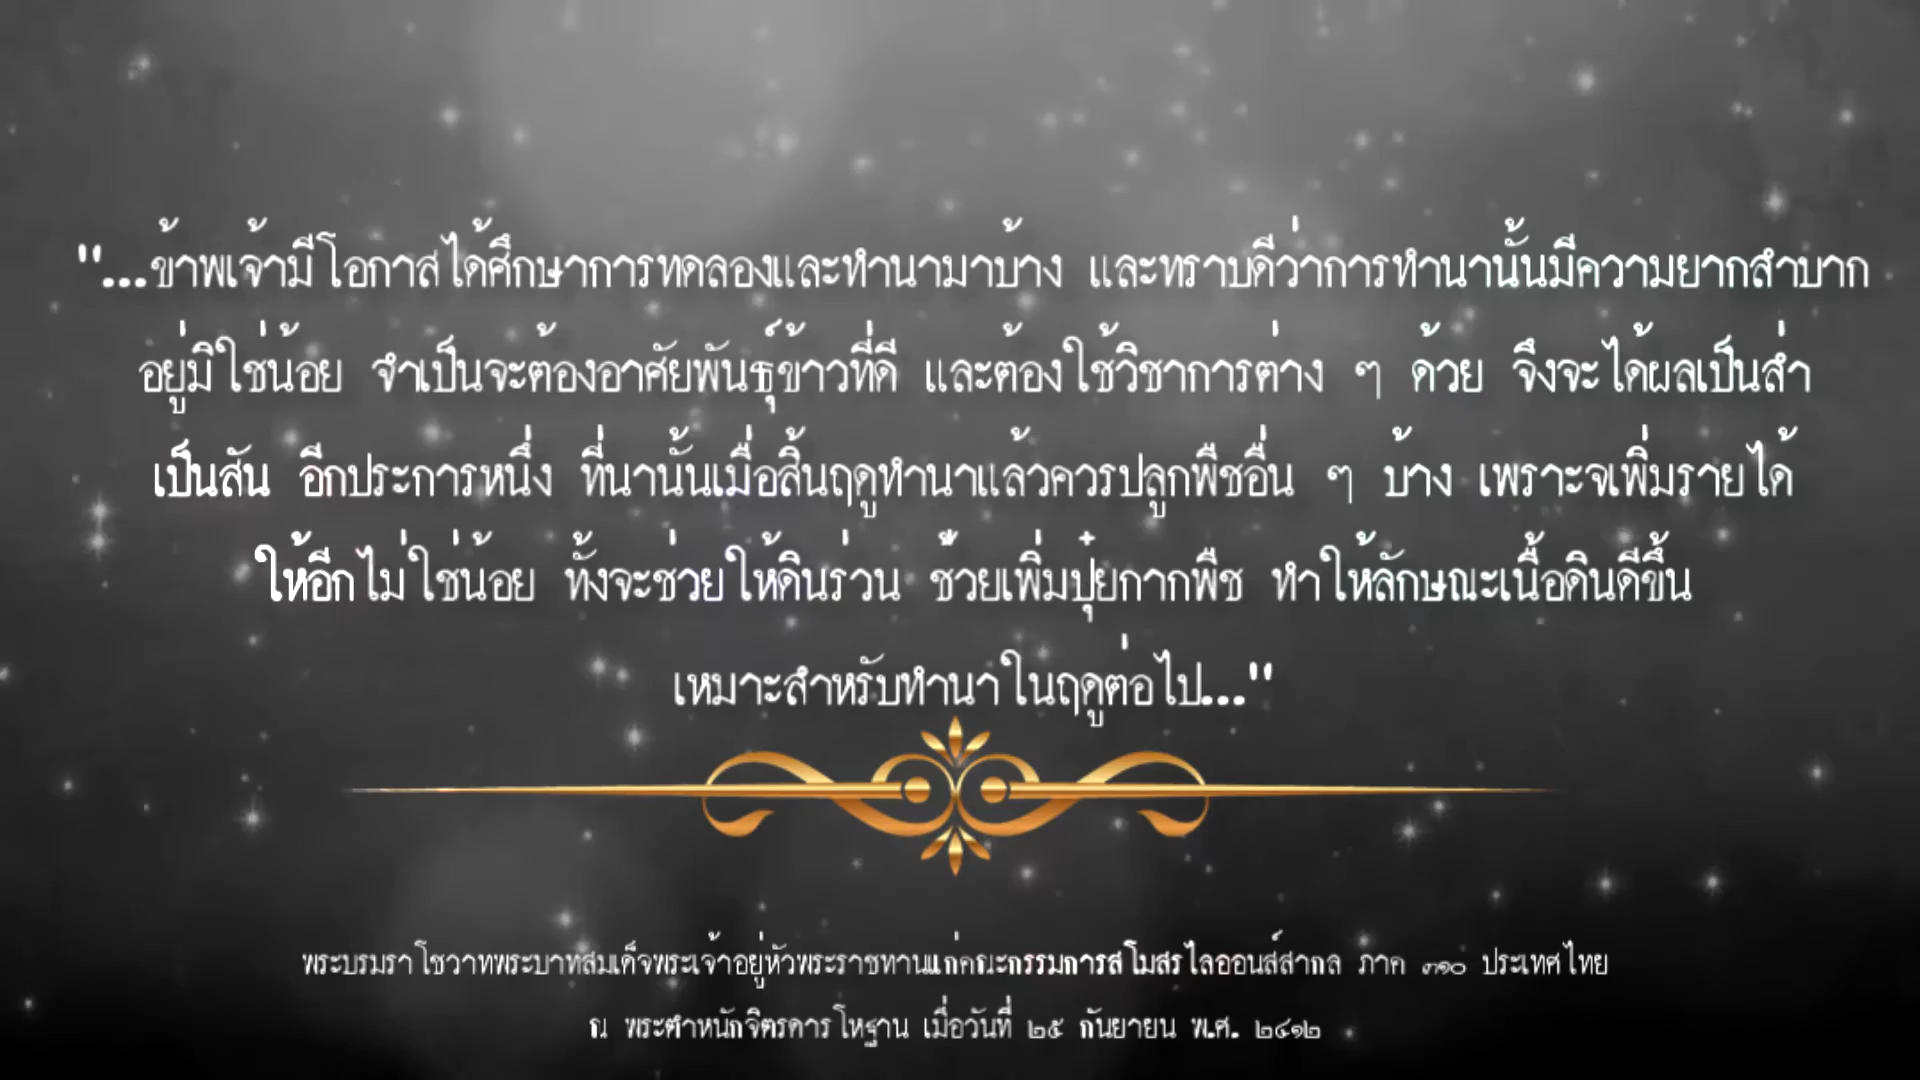 "...ข้าพเจ้ามีโอกาสได้ศึกษาการทดลองและทำนามาบ้าง และทราบดีว่าการทำนานั้นมีความยากลำบาก
อยู่มิใช่น้อย จำเป็นจะต้องอาศัยพันธุ์ข้าวที่ดี และต้องใช้วิชาการต่าง ๆ ด้วย จึงจะได้ผลเป็นล่ำ
เป็นสัน อีกประการหนึ่ง ที่นานั้นเมื่อสิ้นฤดูทำนาแล้วควรปลูกพืชอื่น ๆ บ้าง เพราะจเพิ่มรายได้
ให้อีกไม่ใช่น้อย ทั้งจะช่วยให้ดินร่วน ช้วยเพิ่มปุ๋ยกากพืช ทำให้ลักษณะเนื้อดินดีขึ้น
เหมาะสำหรับทำนาในฤดูต่อไป..."
พระบรมราโชวาทพระบาทสมเด็จพระเจ้าอยู่หัวพระราชทานแก่คณะกรรมการสโมสรไลออนส์สากล ภาค ๓๑๐ ประเทศไทย
ณ พระตำหนักจิตรดารโหฐาน เมื่อวันที่ ๒๕ กันยายน พ.ศ. ๒๔๑๒